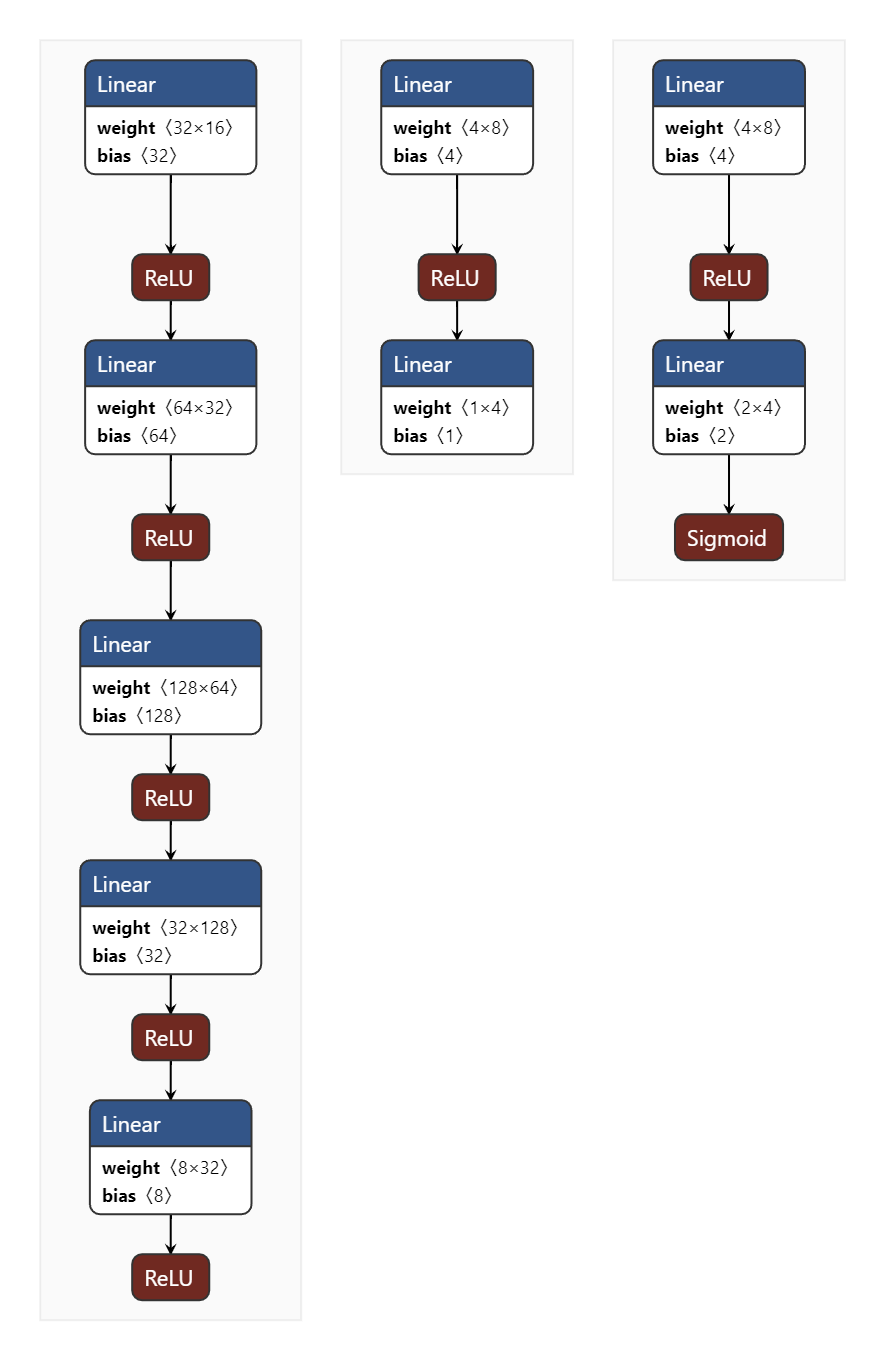 Linear
weight〈32×16〉
bias〈32〉
ReLU
Linear
weight〈64×32〉
bias〈64〉
ReLU
Linear
weight〈128×64〉
bias〈128〉
ReLU
Linear
weight〈32×128〉
bias〈32〉
ReLU
Linear
weight〈8×32〉
bias〈8〉
ReLU
Linear
weight〈4×8〉
bias〈4〉
ReLU
Linear
weight〈1×4〉
bias〈1〉
Linear
weight〈4×8〉
bias〈4〉
ReLU
Linear
weight〈2×4〉
bias〈2〉
Sigmoid